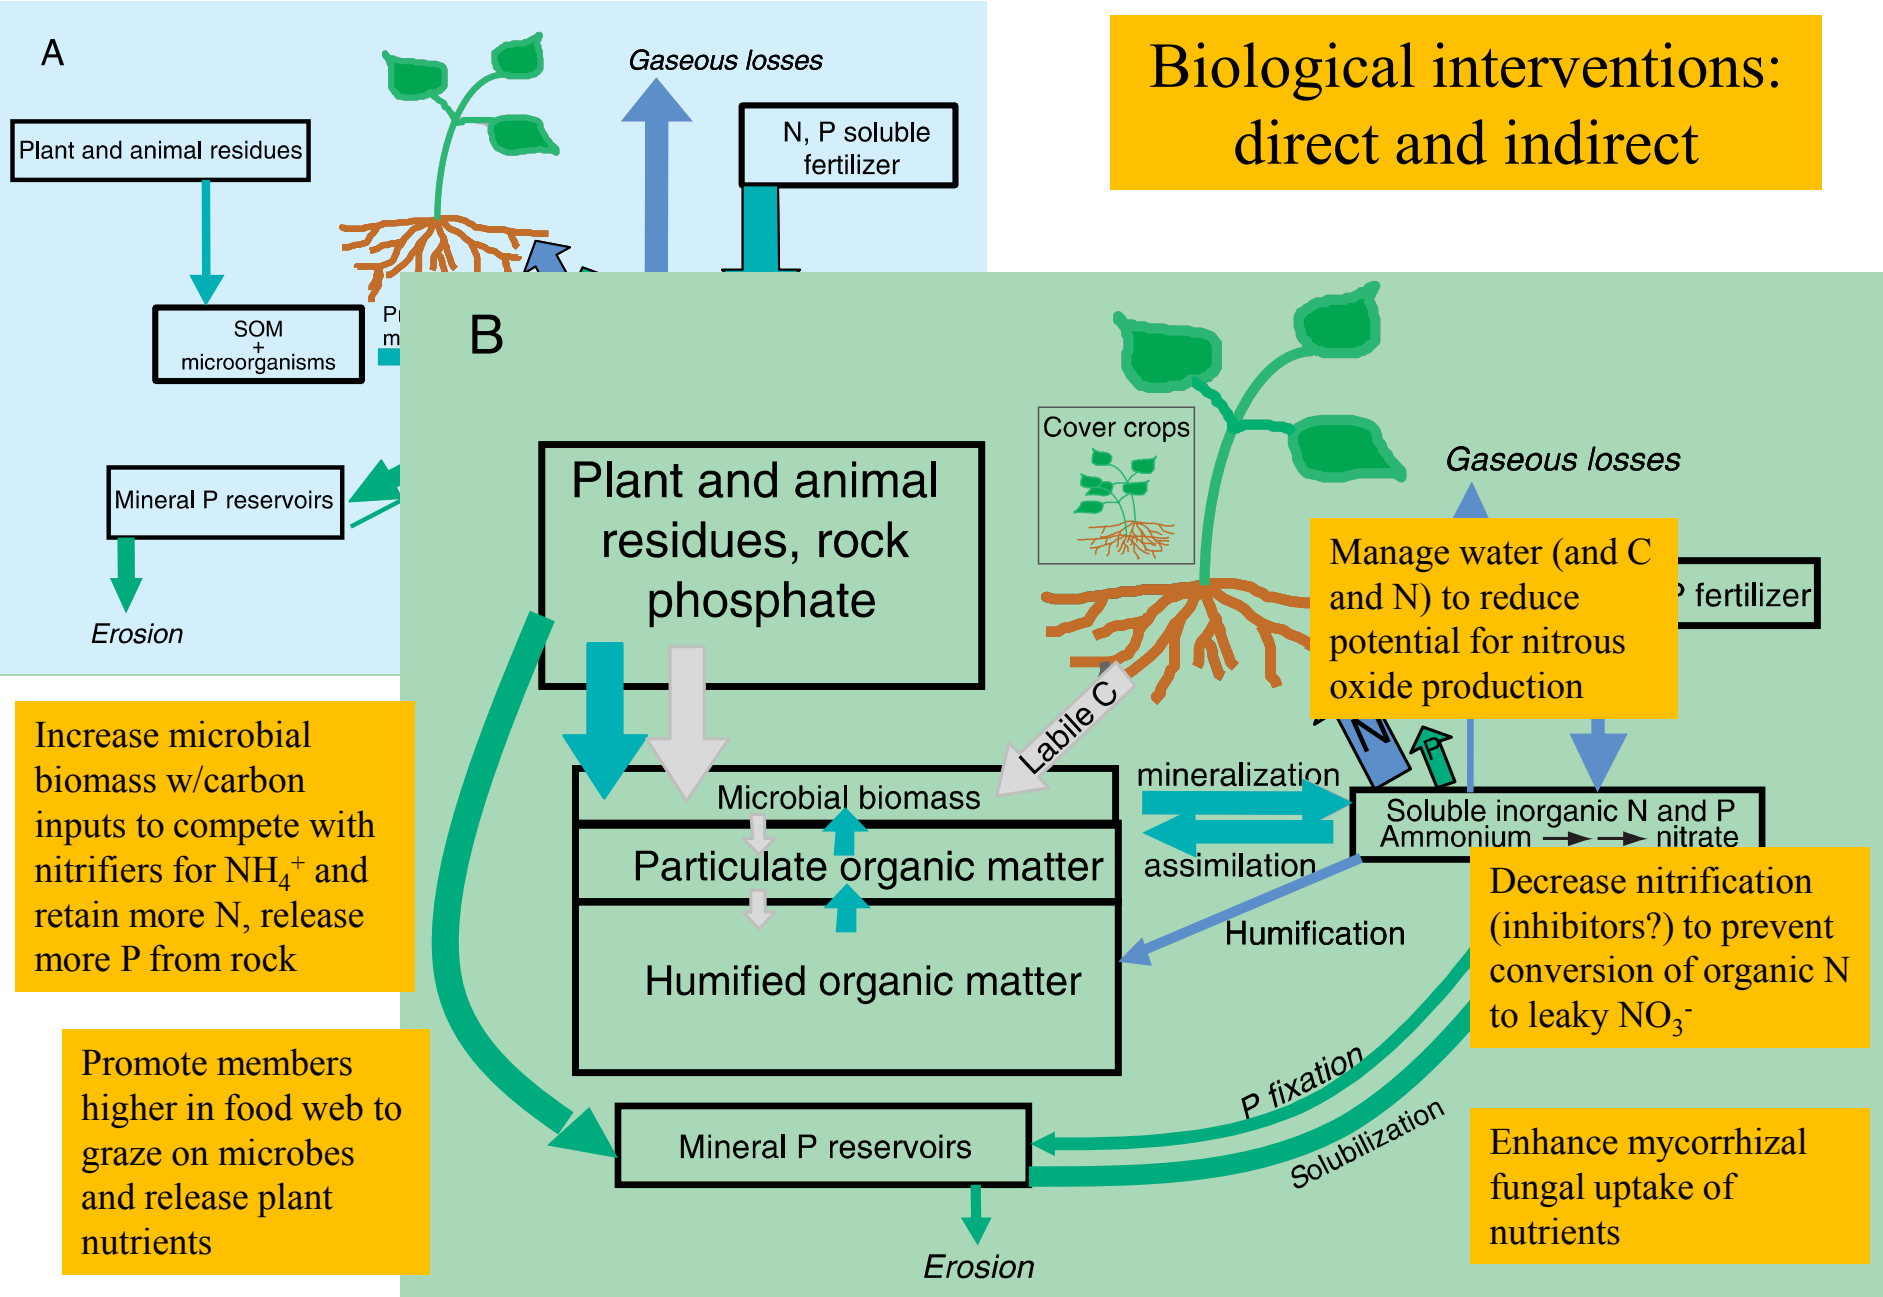 Biological interventions:
direct and indirect
A
Gaseous losses
Plant and animal residues
N, P soluble
fertilizer
SOM
+
microorganisms
Mineral P reservoirs
Erosion
B
Cover crops
Plant and animal
residues, rock
phosphate
Gaseous losses
Manage water (and C
and N) to reduce
potential for nitrous
oxide production
P fertilizer
Labile C
N
P
Increase microbial
biomass w/carbon
inputs to compete with
nitrifiers for NH₄⁺ and
retain more N, release
more P from rock
Microbial biomass
Particulate organic matter
Humified organic matter
mineralization
assimilation
Soluble inorganic N and P
Ammonium nitrate
Humification
Decrease nitrification
(inhibitors?) to prevent
conversion of organic N
to leaky NO₃⁻
Promote members
higher in food web to
graze on microbes
and release plant
nutrients
P fixation
Solubilization
Mineral P reservoirs
Enhance mycorrhizal
fungal uptake of
nutrients
Erosion